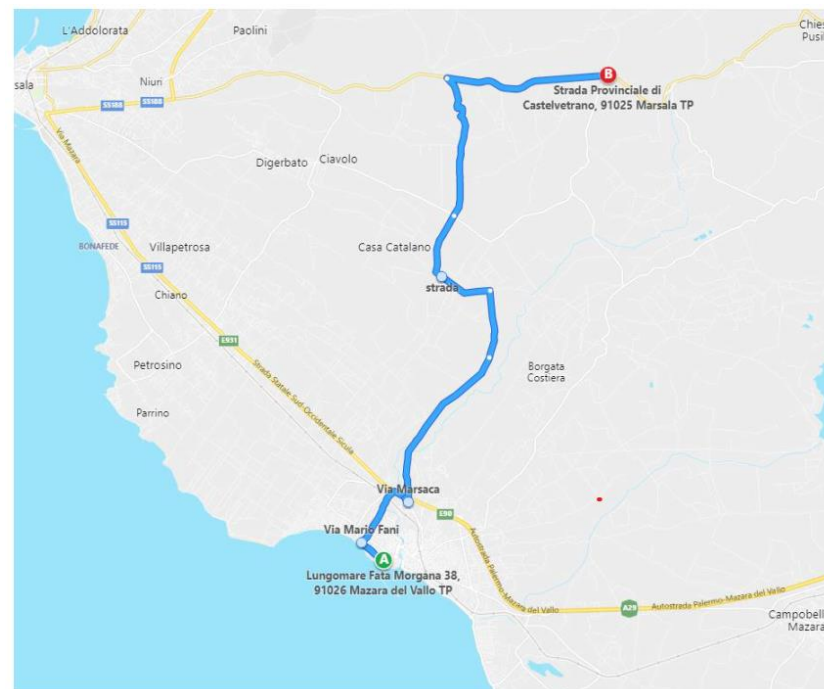 L'Addolorata
Paolini
Chies
Pusil
sala
Niuri
SS188
SS188
B
Strada Provinciale di
Castelvetrano, 91025 Marsala TP
Via Mazara
Digerbato
Ciavolo
SS115
BONAFEDE
Villapetrosa
Casa Catalano
SS115
Chiano
strada
E931
Petrosino
Strada Statale Sud-Occidentale Sicula
Borgata
Costiera
Parrino
Via Marsaca
E90
Via Mario Fani
A
Lungomare Fata Morgana 38,
91026 Mazara del Vallo TP
Autostrada Palermo-Mazara del Vallo
A29
Autostrada Palermo-Mazara del Vallo
Campobell
Mazara